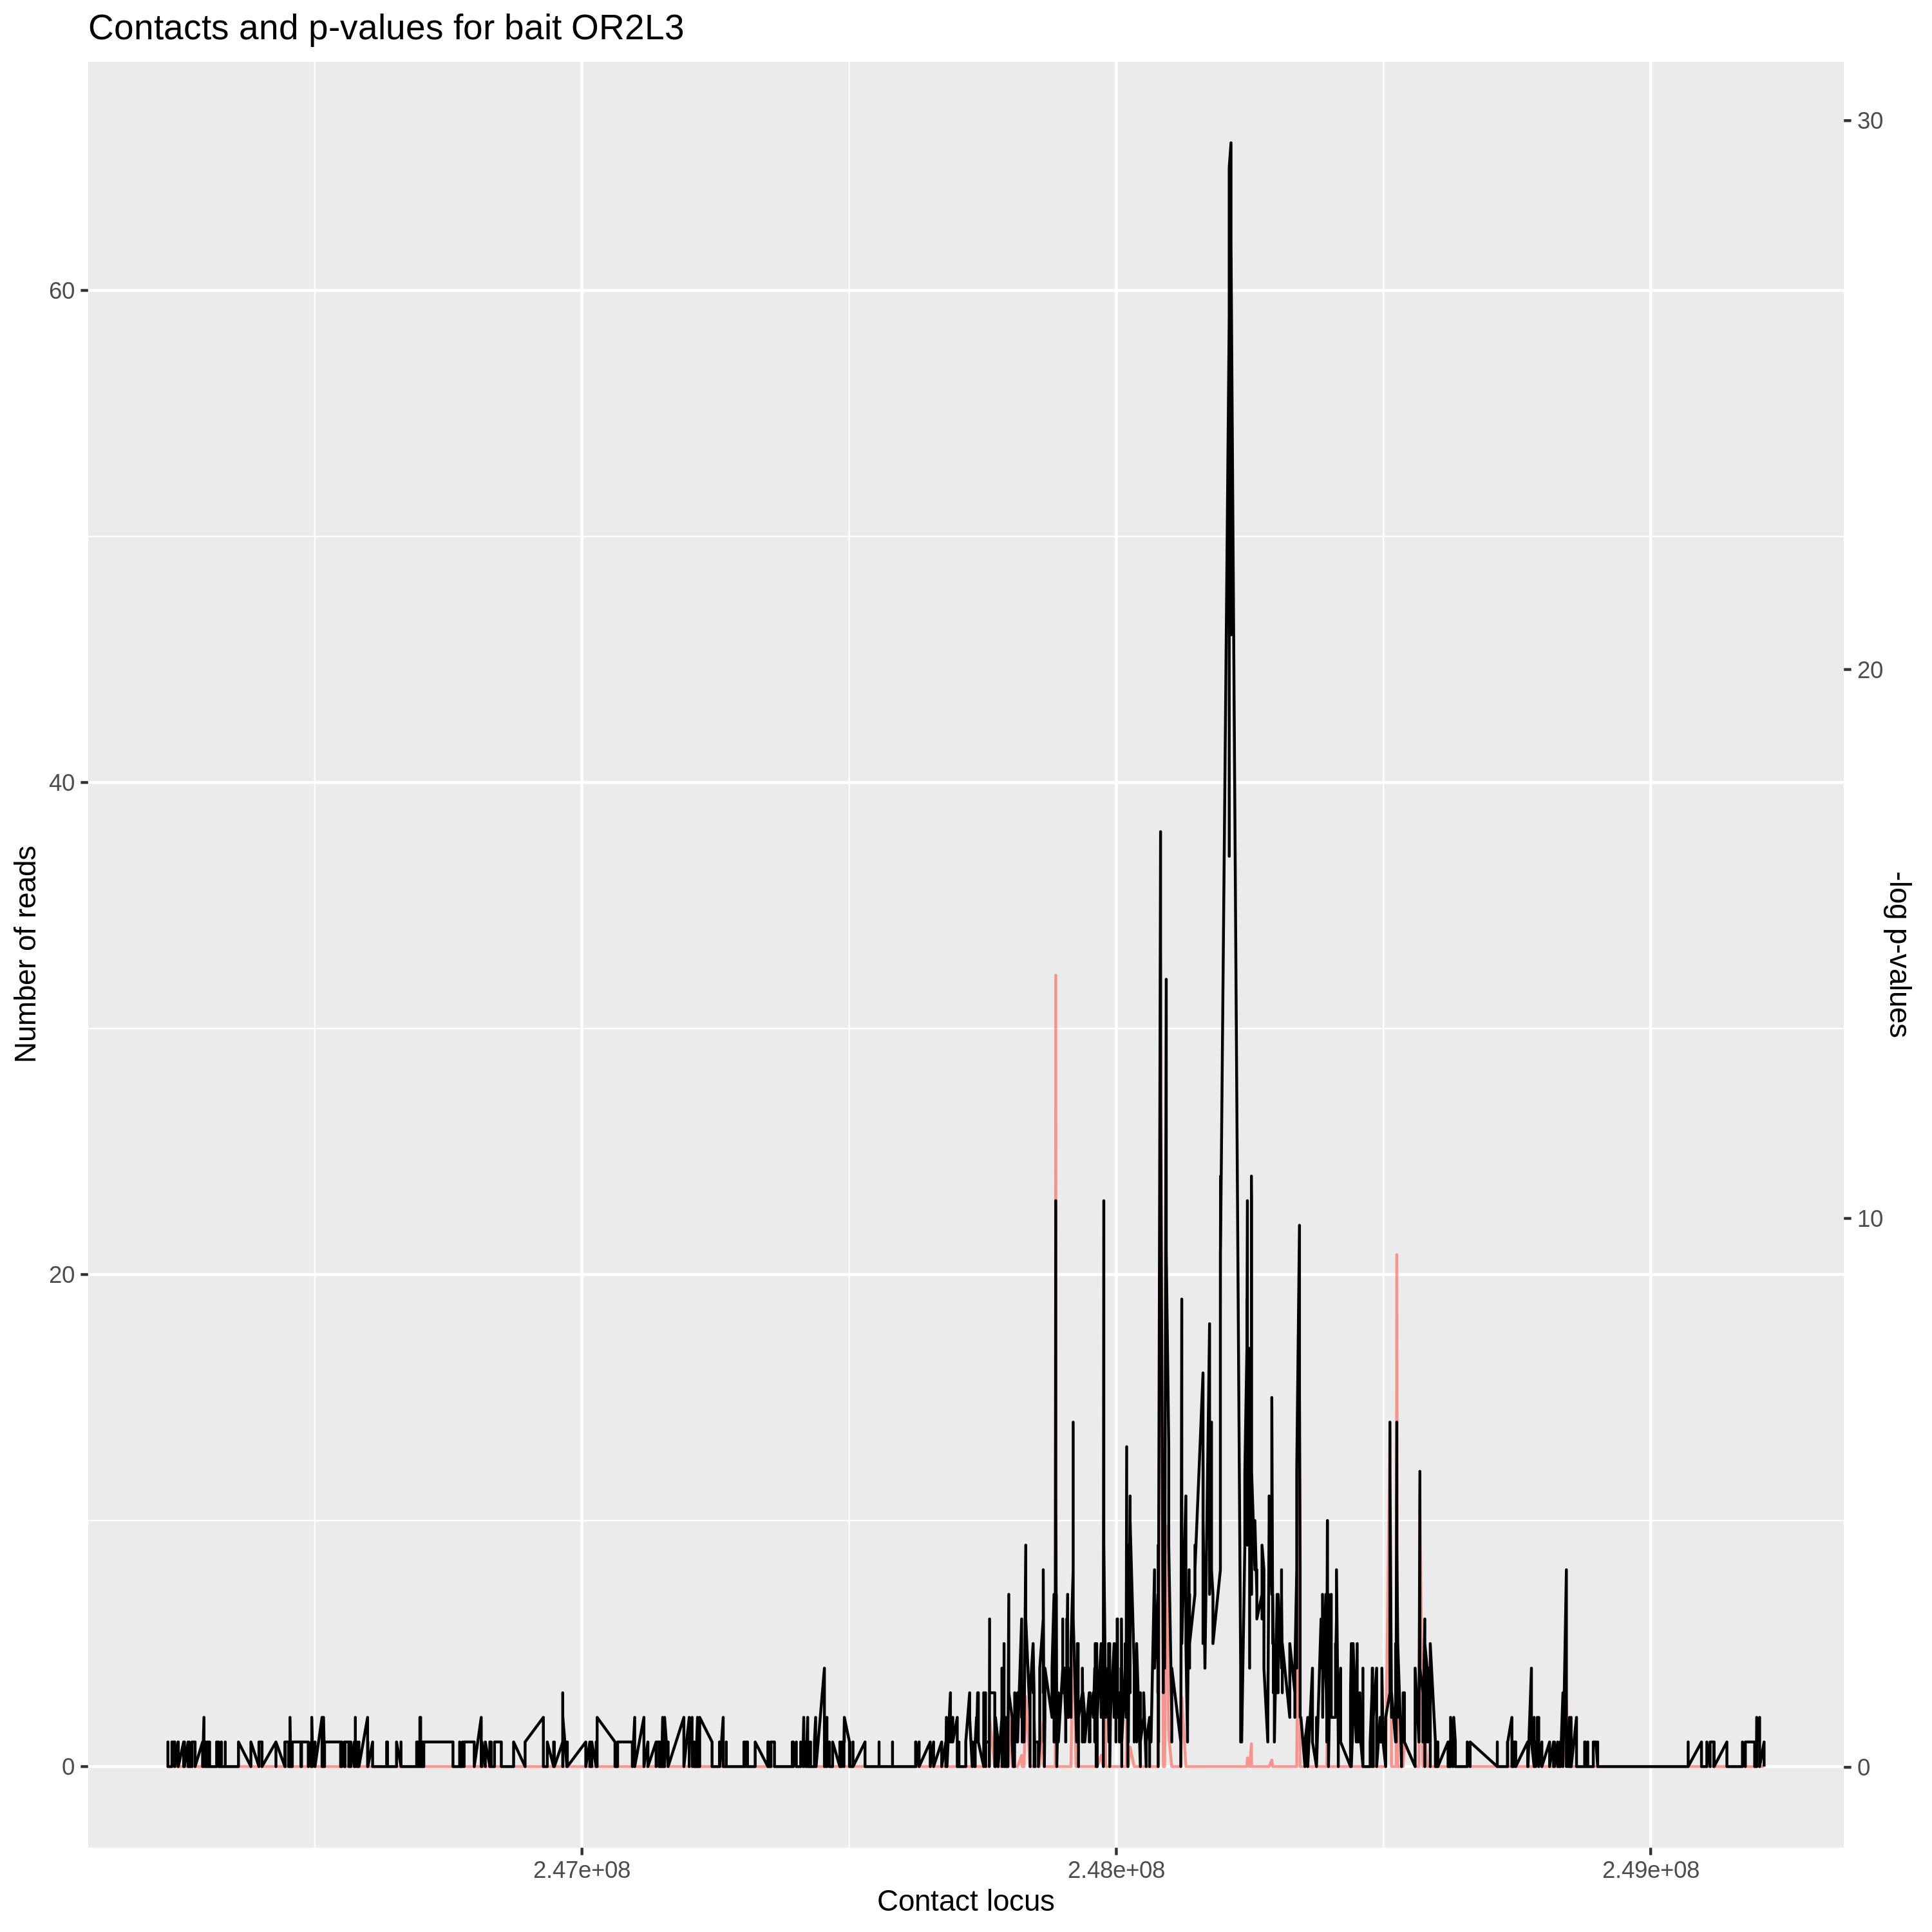 Contacts and p-values for bait OR2L3
60
40
20
0
30
20
10
0
Number of reads
-log p-values
2.47e+08
2.48e+08
2.49e+08
Contact locus